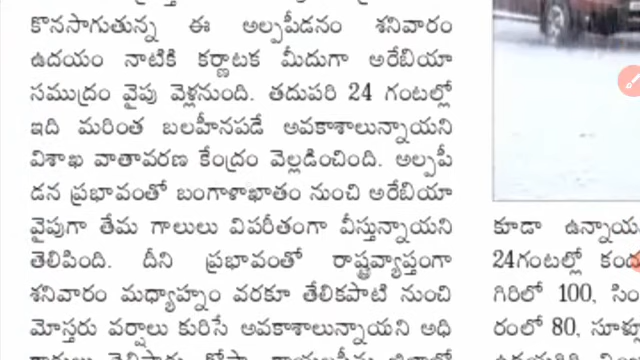 కొనసాగుతున్న ఈ అల్పపీడనం శనివారం
ఉదయం నాటికి కర్ణాటక మీదుగా అరేబియా
సముద్రం వైపు వెళ్లనుంది. తదుపరి 24 గంటల్లో
ఇది మరింత బలహీనపడే అవకాశాలున్నాయని
విశాఖ వాతావరణ కేంద్రం వెల్లడించింది. అల్పపీ
డన ప్రభావంతో బంగాళాఖాతం నుంచి అరేబియా
వైపుగా తేమ గాలులు విపరీతంగా వీస్తున్నాయని
తెలిపింది. దీని ప్రభావంతో రాష్ట్రవ్యాప్తంగా
శనివారం మధ్యాహ్నం వరకూ తేలికపాటి నుంచి
మోస్తరు వర్షాలు కురిసే అవకాశాలున్నాయని అధి
కూడా ఉన్నాయ
24గంటల్లో కందు
గిరిలో 100, సిం
రంలో 80, సూళ్లు